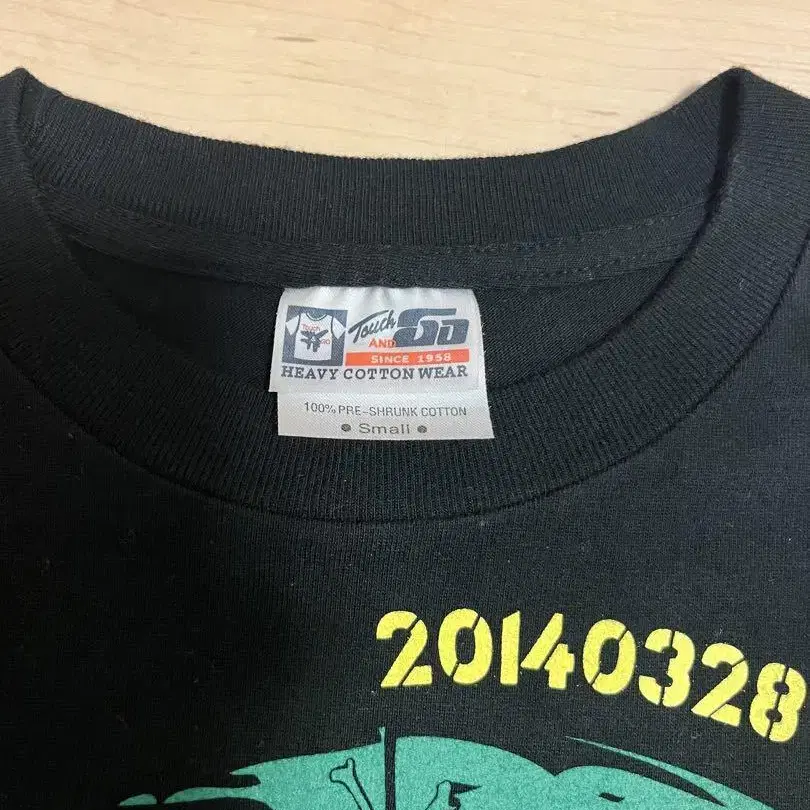 Touch AND GO
SINCE 1958
HEAVY COTTON WEAR
100% PRE-SHRUNK COTTON
• Small •
20140328